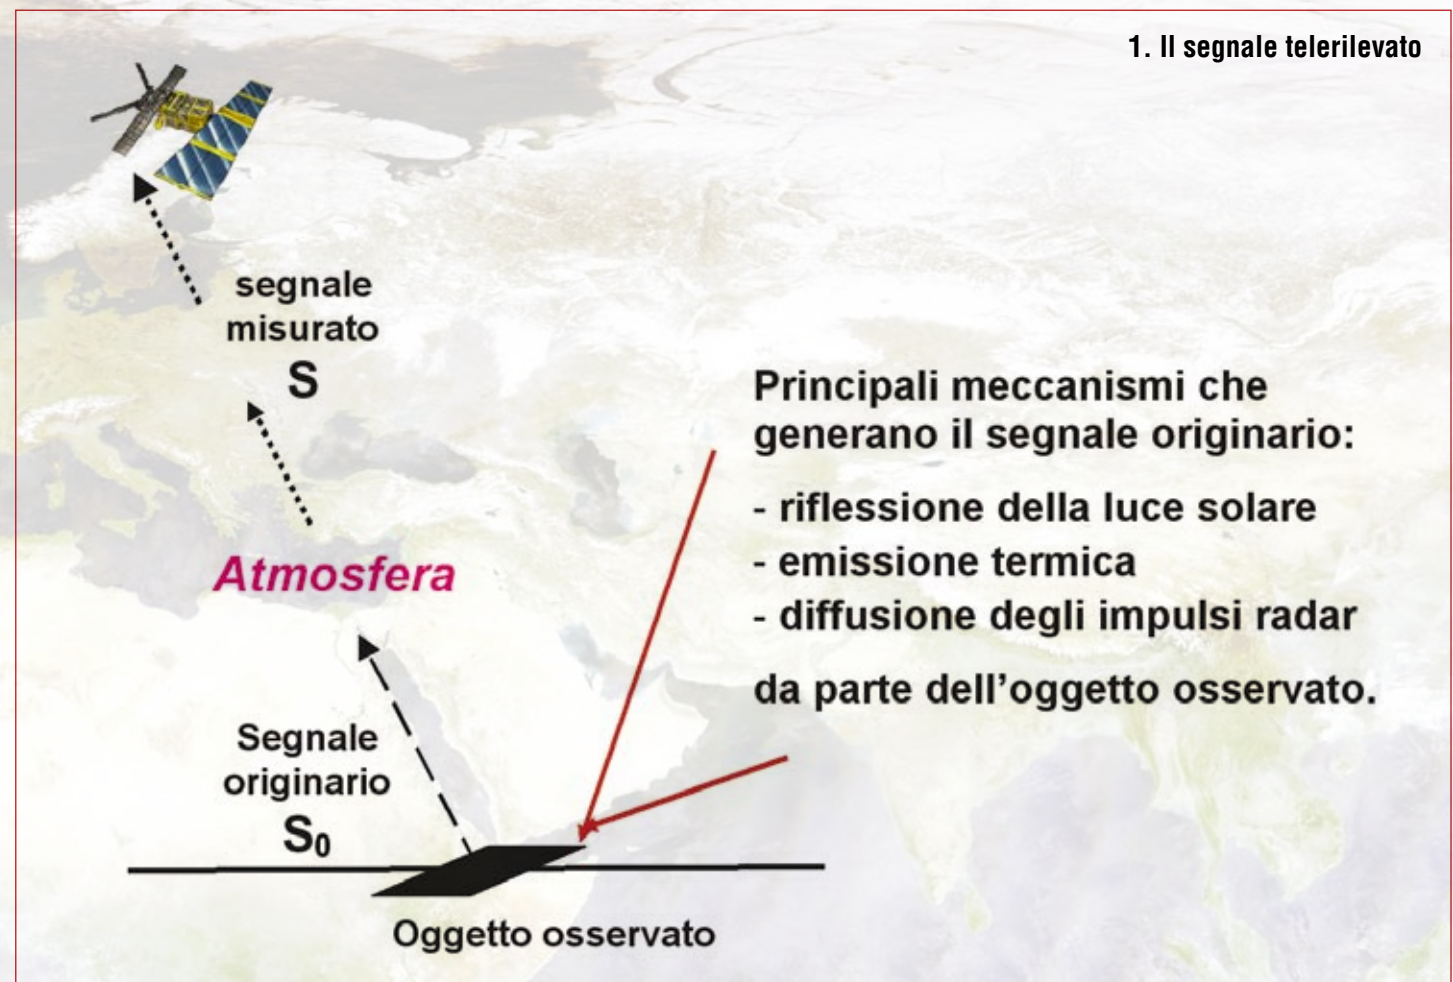 1. Il segnale telerilevato
segnale
misurato
S
Principali meccanismi che
generano il segnale originario:
- riflessione della luce solare
- emissione termica
- diffusione degli impulsi radar
da parte dell’oggetto osservato.
Atmosfera
Segnale
originario
S₀
Oggetto osservato